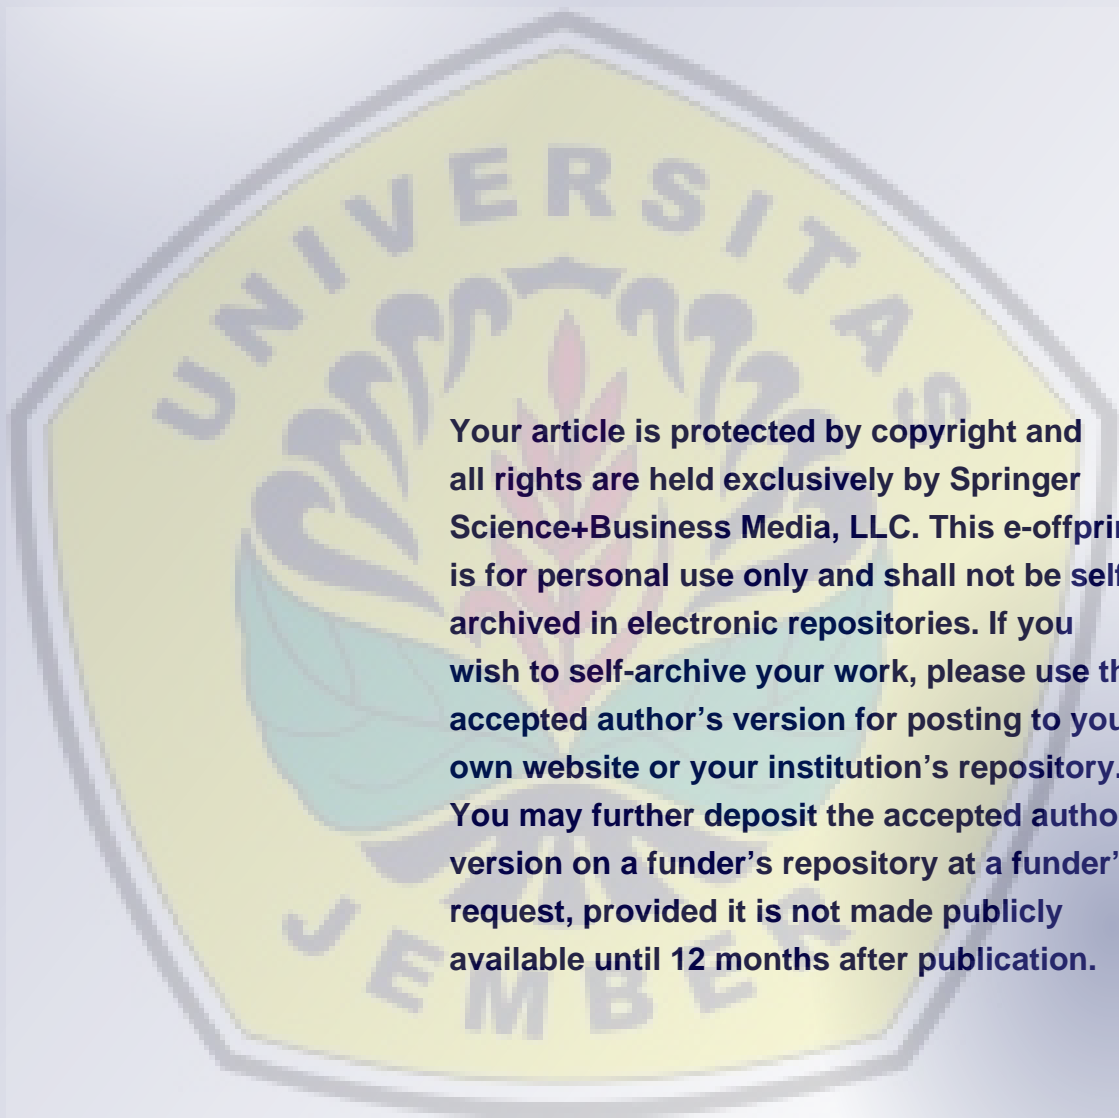 UNIVERSITAS
Your article is protected by copyright and
all rights are held exclusively by Springer
Science+Business Media, LLC. This e-offprin
is for personal use only and shall not be self
archived in electronic repositories. If you
wish to self-archive your work, please use th
accepted author’s version for posting to you
own website or your institution’s repository.
You may further deposit the accepted autho
version on a funder’s repository at a funder’
request, provided it is not made publicly
available until 12 months after publication.
JEMBER